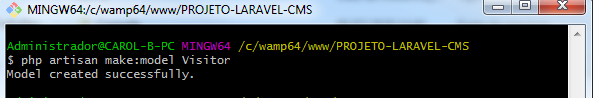 MINGW64:/c/wamp64/www/PROJETO-LARAVEL-CMS
Administrador@CAROL-B-PC MINGW64 /c/wamp64/www/PROJETO-LARAVEL-CMS
$ php artisan make:model Visitor
Model created successfully.